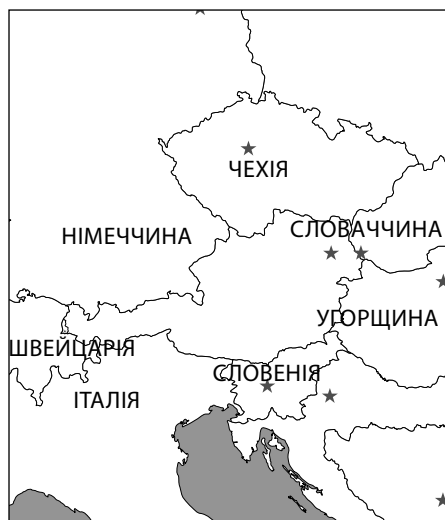 ЧЕХІЯ
СЛОВАЧЧИНА
НІМЕЧЧИНА
УГОРЩИНА
ШВЕЙЦАРІЯ
СЛОВЕНІЯ
ІТАЛІЯ